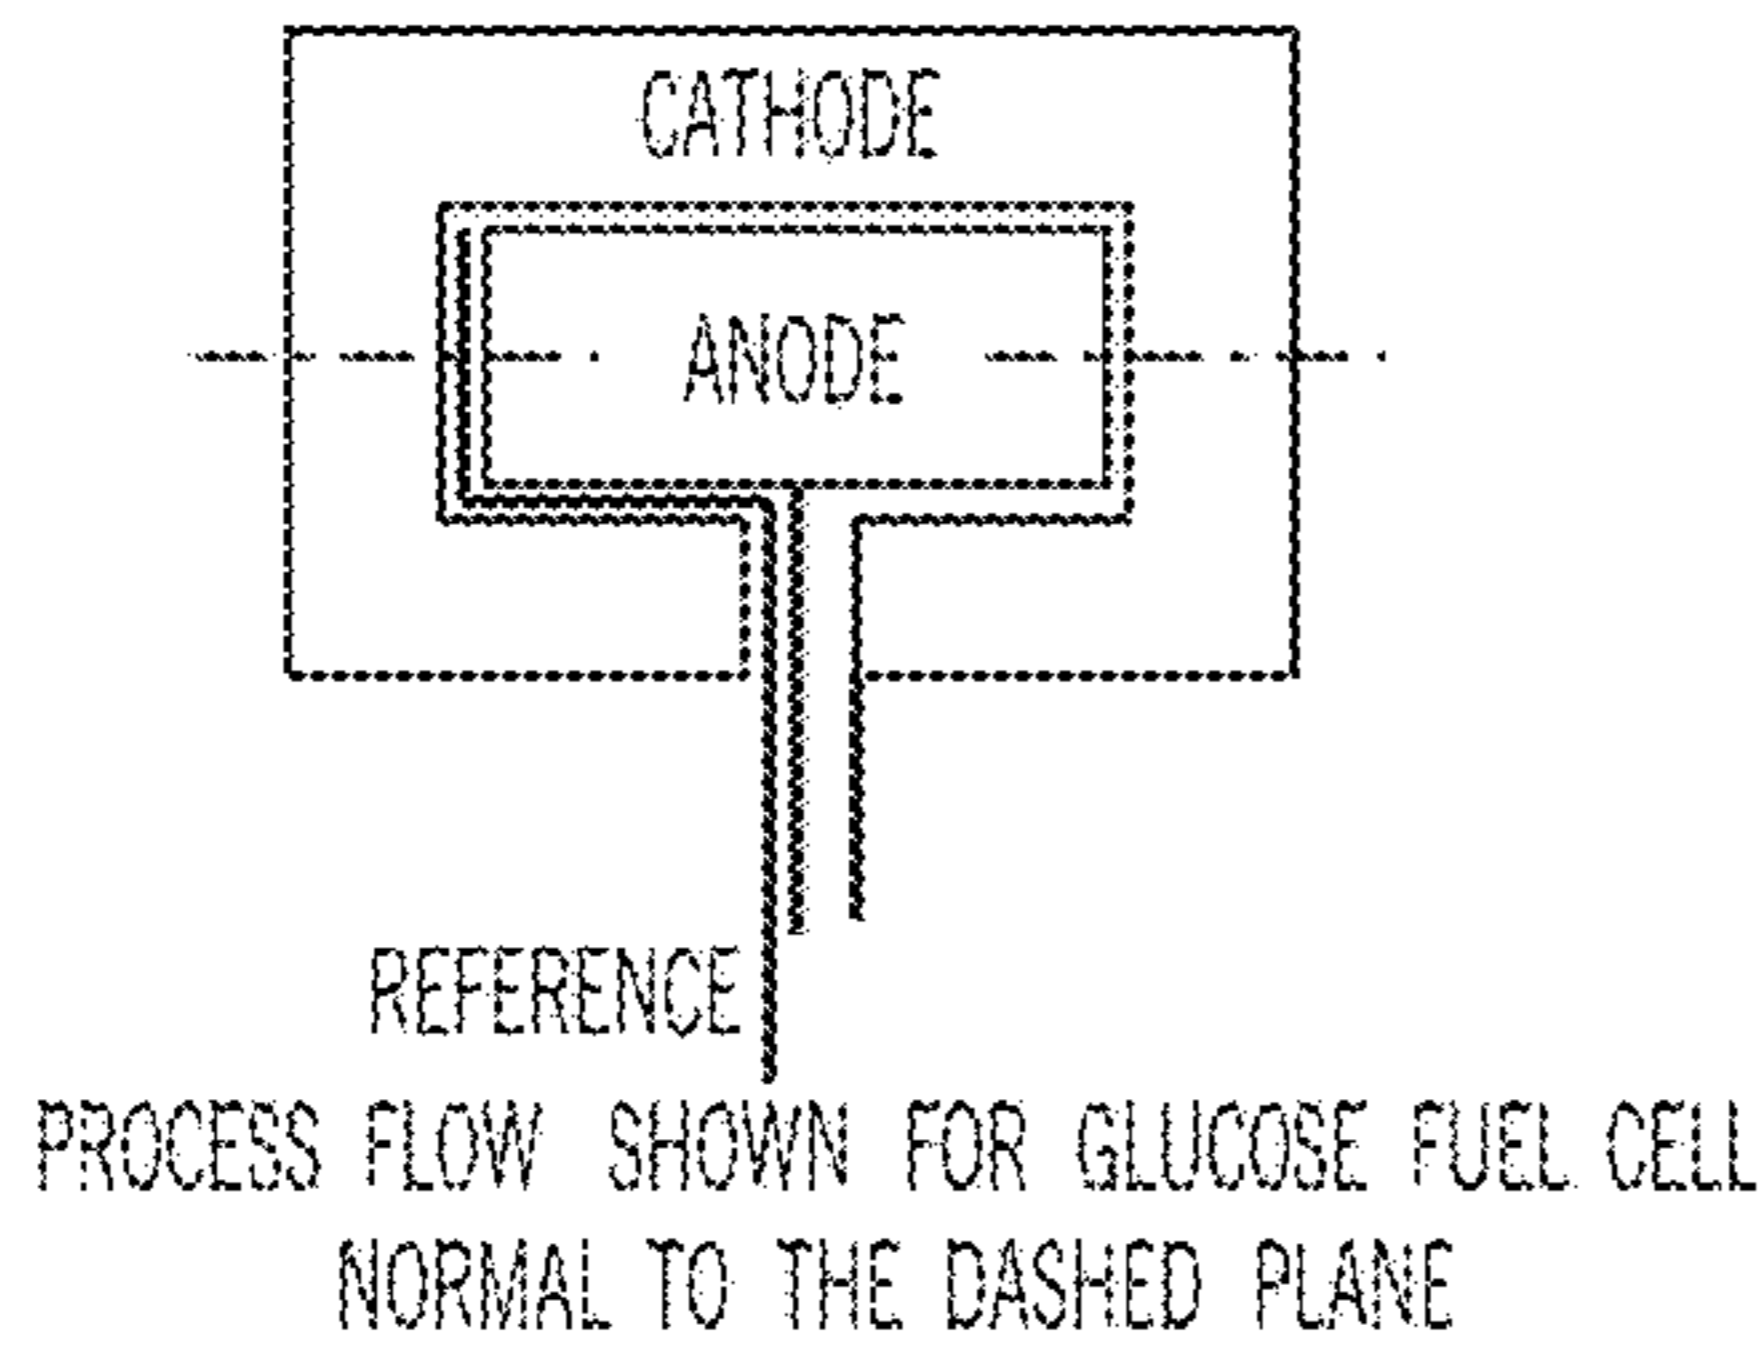 CATHODE
ANODE
REFERENCE
PROCESS FLOW SHOWN FOR GLUCOSE FUEL CELL
NORMAL TO THE DASHED PLANE